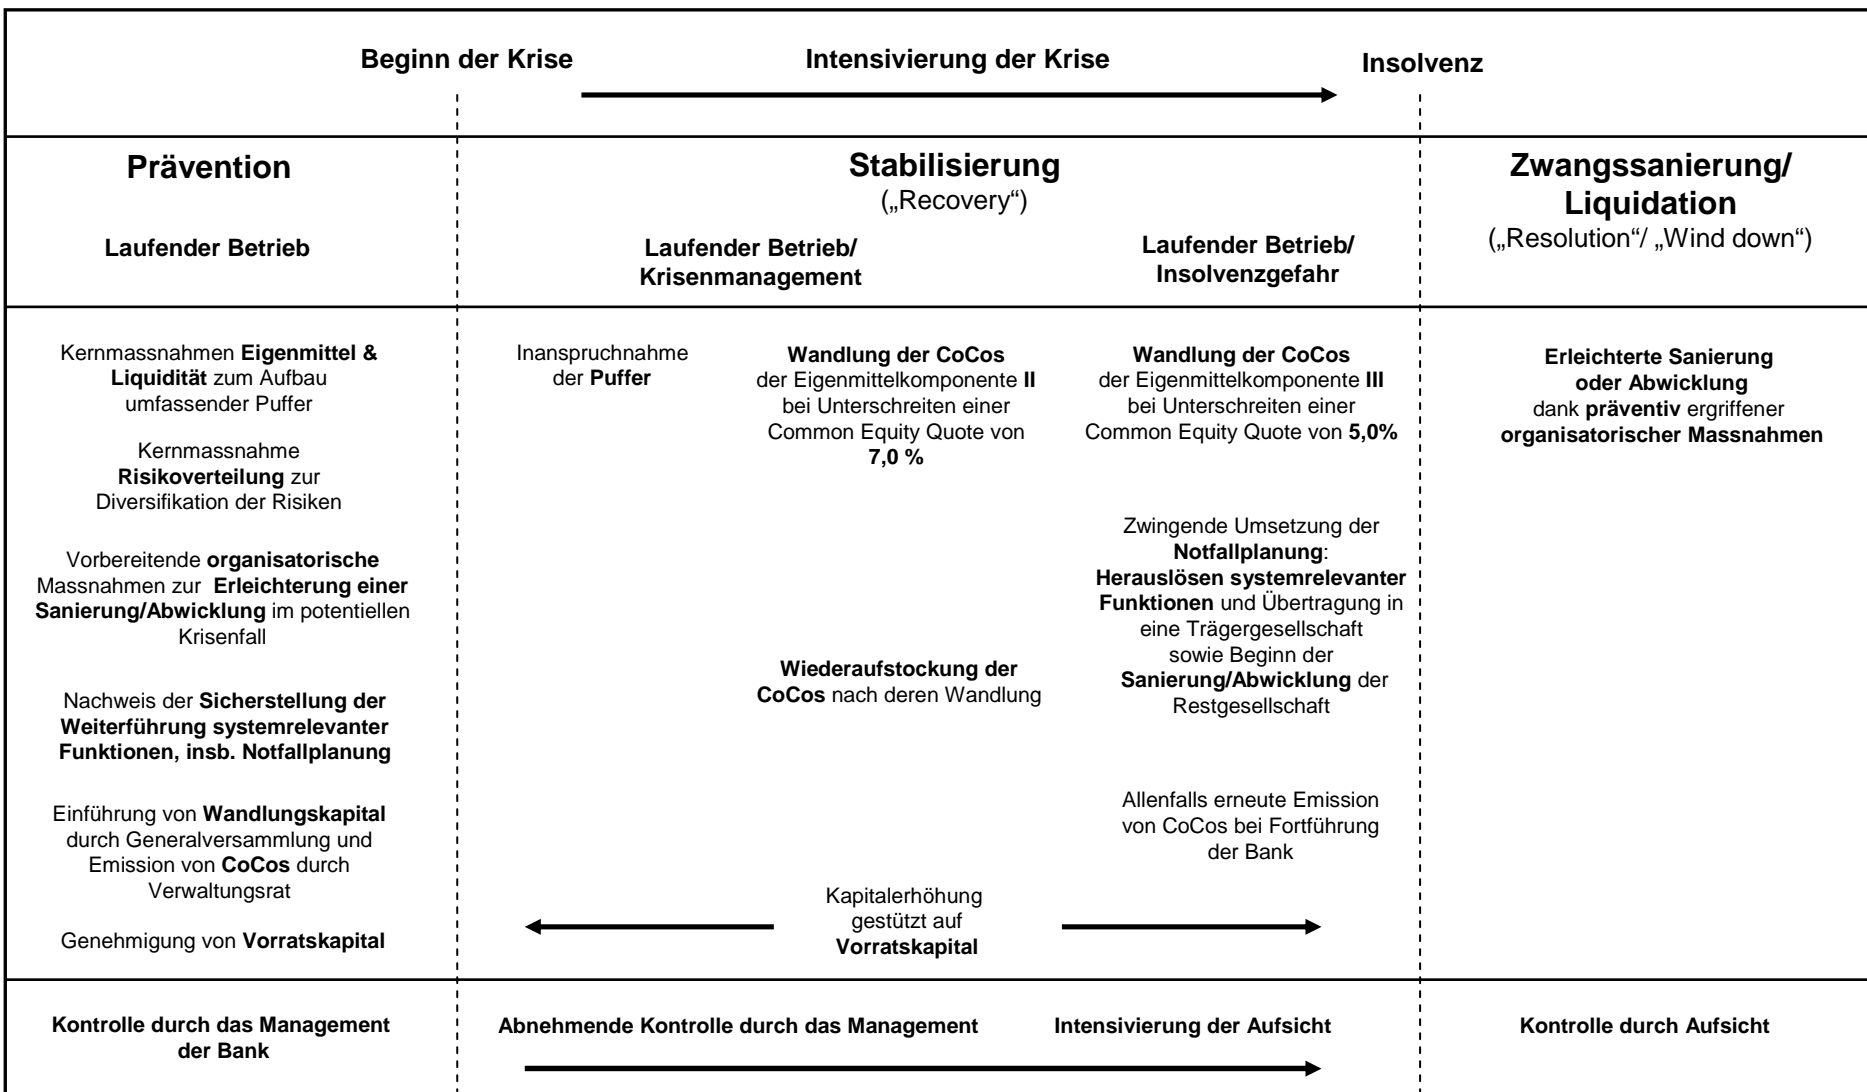 Beginn der Krise
Intensivierung der Krise
Insolvenz
Prävention
Laufender Betrieb
Stabilisierung
(„Recovery“)
Laufender Betrieb/
Krisenmanagement
Laufender Betrieb/
Insolvenzgefahr
Zwangssanierung/
Liquidation
(„Resolution“/ „Wind down“)
Kernmassnahmen Eigenmittel &
Liquidität zum Aufbau
umfassender Puffer
Kernmassnahme
Risikoverteilung zur
Diversifikation der Risiken
Vorbereitende organisatorische
Massnahmen zur  Erleichterung einer
Sanierung/Abwicklung im potentiellen
Krisenfall
Nachweis der Sicherstellung der
Weiterführung systemrelevanter
Funktionen, insb. Notfallplanung
Einführung von Wandlungskapital
durch Generalversammlung und
Emission von CoCos durch
Verwaltungsrat
Genehmigung von Vorratskapital
Inanspruchnahme
der Puffer
Wandlung der CoCos
der Eigenmittelkomponente II
bei Unterschreiten einer
Common Equity Quote von
7,0 %
Wiederaufstockung der
CoCos nach deren Wandlung
Kapitalerhöhung
gestützt auf
Vorratskapital
Wandlung der CoCos
der Eigenmittelkomponente III
bei Unterschreiten einer
Common Equity Quote von 5,0%
Zwingende Umsetzung der
Notfallplanung:
Herauslösen systemrelevanter
Funktionen und Übertragung in
eine Trägergesellschaft
sowie Beginn der
Sanierung/Abwicklung der
Restgesellschaft
Allenfalls erneute Emission
von CoCos bei Fortführung
der Bank
Erleichterte Sanierung
oder Abwicklung
dank präventiv ergriffener
organisatorischer Massnahmen
Kontrolle durch das Management
der Bank
Abnehmende Kontrolle durch das Management
Intensivierung der Aufsicht
Kontrolle durch Aufsicht